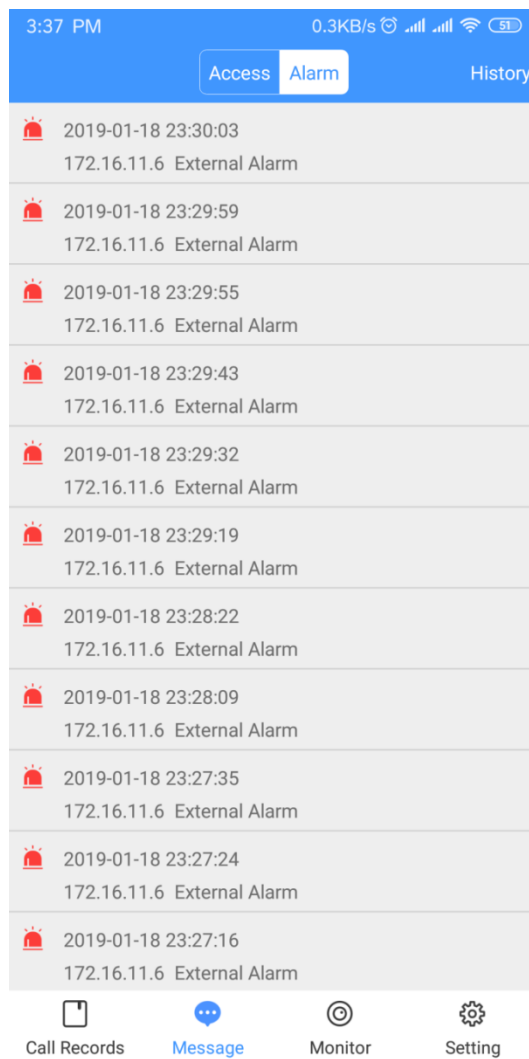 3:37 PM 0.3KB/s 51
Access Alarm History
2019-01-18 23:30:03
172.16.11.6 External Alarm
2019-01-18 23:29:59
172.16.11.6 External Alarm
2019-01-18 23:29:55
172.16.11.6 External Alarm
2019-01-18 23:29:43
172.16.11.6 External Alarm
2019-01-18 23:29:32
172.16.11.6 External Alarm
2019-01-18 23:29:19
172.16.11.6 External Alarm
2019-01-18 23:28:22
172.16.11.6 External Alarm
2019-01-18 23:28:09
172.16.11.6 External Alarm
2019-01-18 23:27:35
172.16.11.6 External Alarm
2019-01-18 23:27:24
172.16.11.6 External Alarm
2019-01-18 23:27:16
172.16.11.6 External Alarm
Call Records Message Monitor Setting